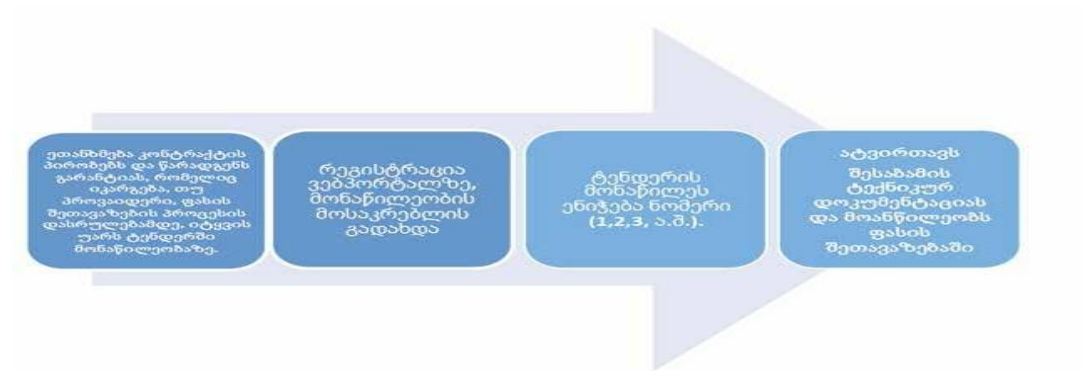 ეთანხმება კონტრაქტის
პირობებს და წარადგენს
გარანტიას, რომელიც
იკარგება, თუ
პროვაიდერი, ფასის
შეთავაზების პროცესის
დასრულებამდე, იტყვის
უარს ტენდერში
მონაწილეობაზე.
რეგისტრაცია
ვებპორტალზე,
მონაწილეობის
მოსაკრებლის
გადახდა
ტენდერის
მონაწილეს
ენიჭება ნომერი
(1,2,3, ა.შ.).
ატვირთავს
შესაბამის
ტექნიკურ
დოკუმენტაციას
და მოანწილეობს
ფასის
შეთავაზებაში